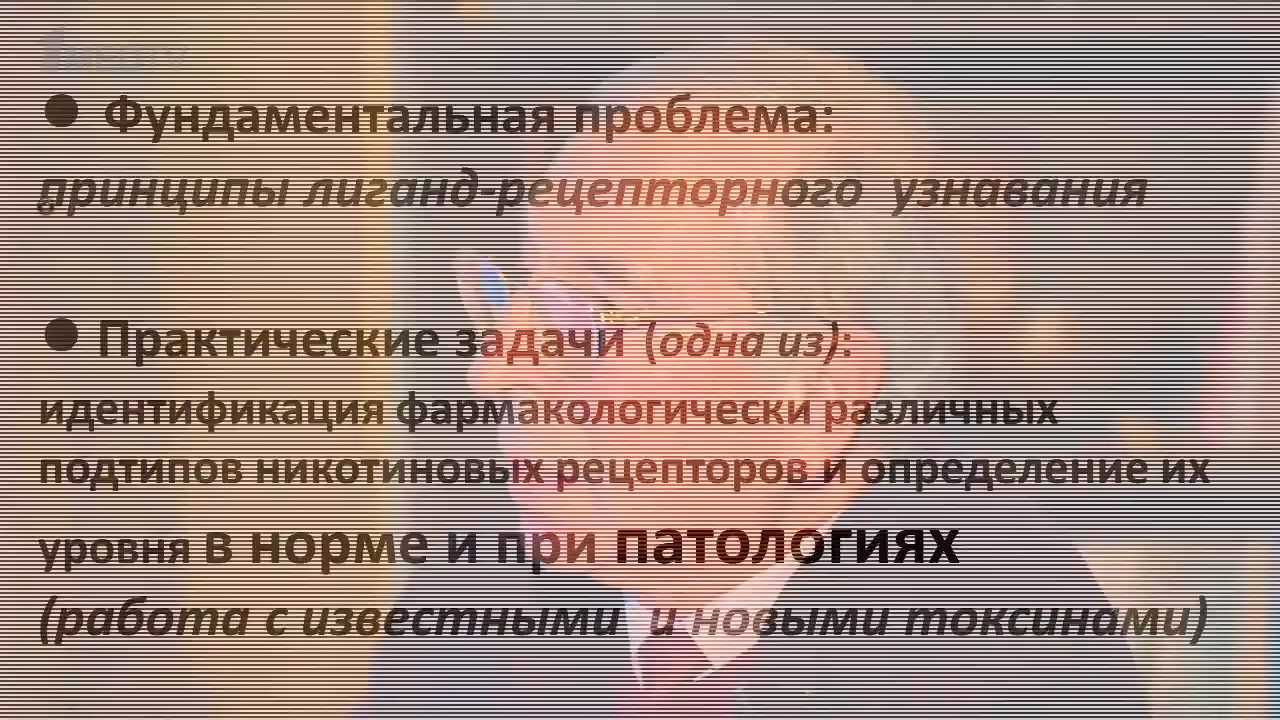 1MEDTV
● Фундаментальная проблема:
принципы лиганд-рецепторного узнавания
● Практические задачи (одна из):
идентификация фармакологически различных
подтипов никотиновых рецепторов и определение их
уровня в норме и при патологиях
(работа с известными и новыми токсинами)